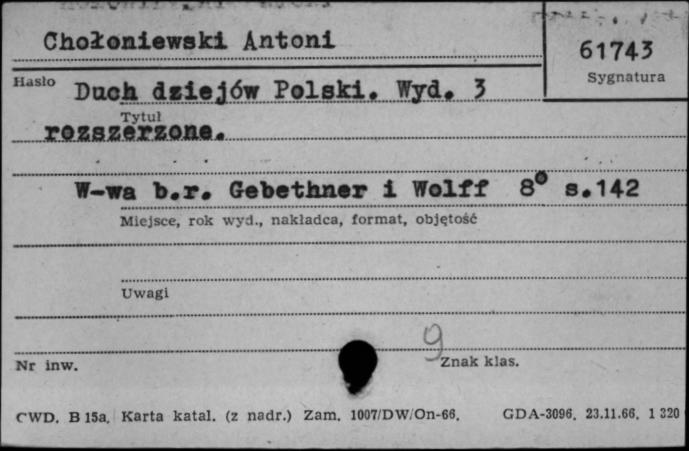 Chołoniewski Antoni
61743
Sygnatura
Hasło
Duch dziejów Polski. Wyd. 3
Tytuł
rozszerzone.
W-wa b.r. Gebethner i Wolff 8° s.142
Miejsce, rok wyd., nakładca, format, objętość
Uwagi
9
Nr inw.
Znak klas.
CWD. B 15a. Karta katal. (z nadr.) Zam. 1007/DW/On-66. GDA-3096. 23.11.66. 1 320